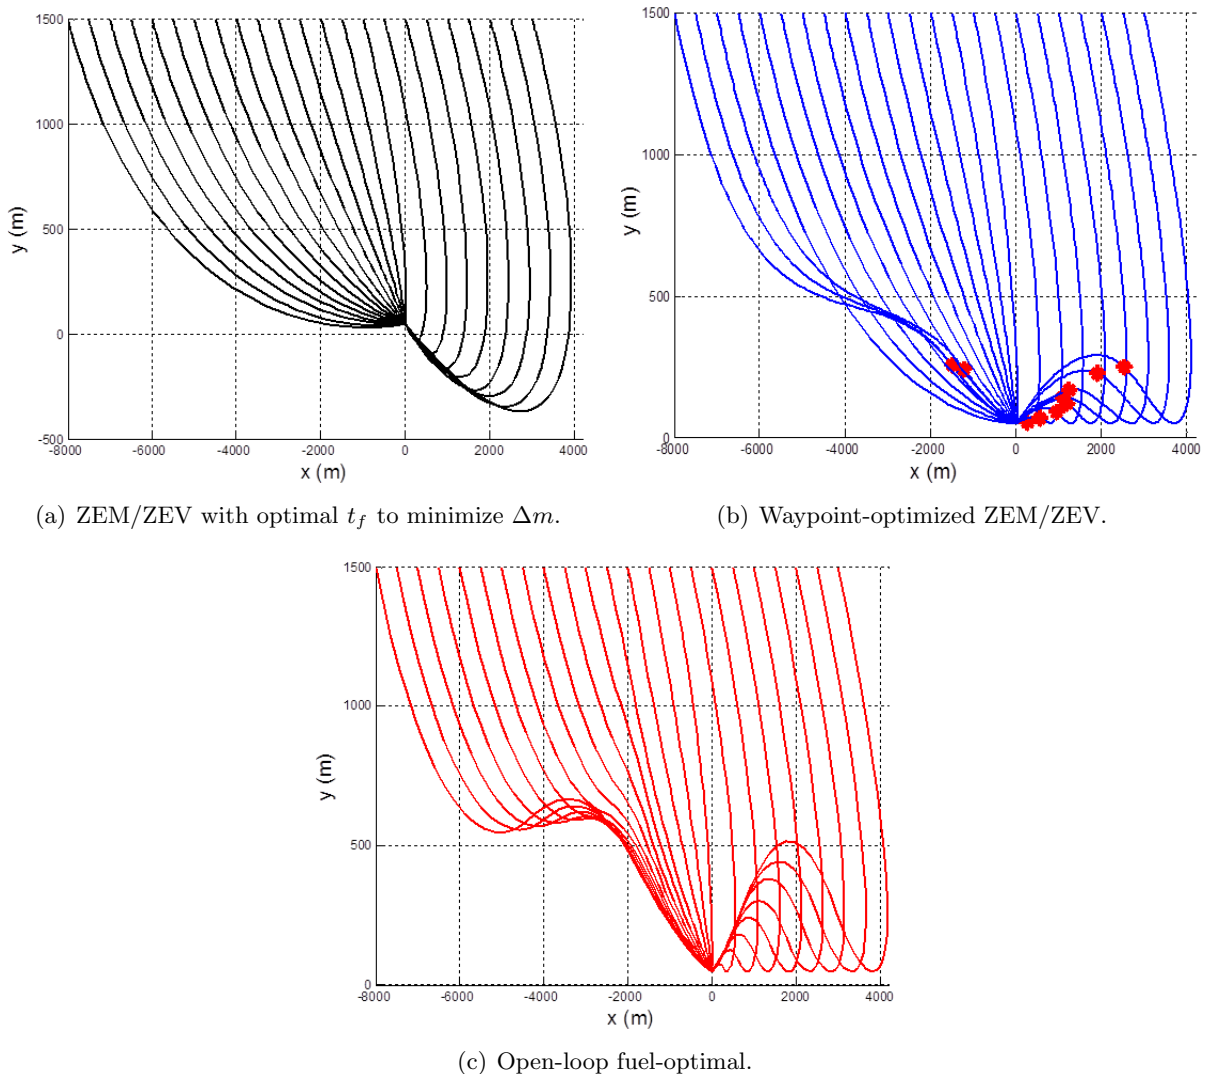 1500
1000
500
0
-500
y (m)
-8000 -6000 -4000 -2000 0 2000 4000
x (m)
(a) ZEM/ZEV with optimal t_f to minimize Δm.
1500
1000
500
0
y (m)
-8000 -6000 -4000 -2000 0 2000 4000
x (m)
(b) Waypoint-optimized ZEM/ZEV.
1500
1000
500
0
y (m)
-8000 -6000 -4000 -2000 0 2000 4000
x (m)
(c) Open-loop fuel-optimal.